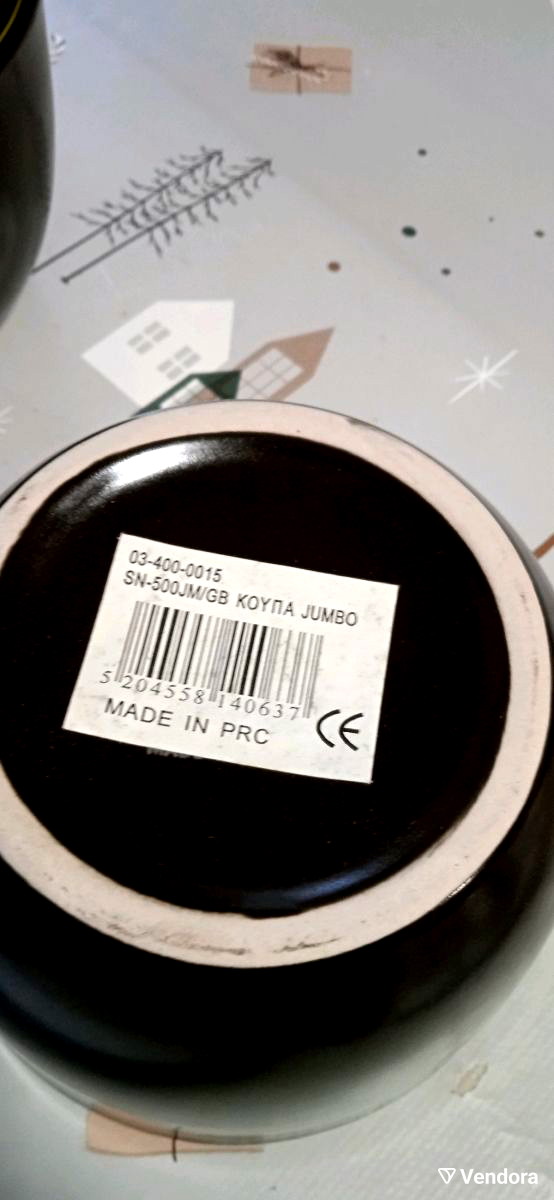 03-400-0015
SN-500JM/GB ΚΟΥΠΑ JUMBO
5 204558 140637
MADE IN PRC
CE
Vendora